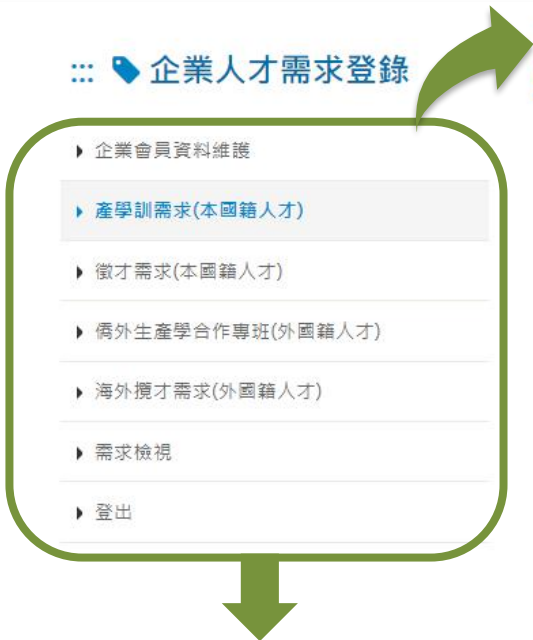 ::: 企業人才需求登錄
企業會員資料維護
產學訓需求(本國籍人才)
徵才需求(本國籍人才)
僑外生產學合作專班(外國籍人才)
海外攬才需求(外國籍人才)
需求檢視
登出